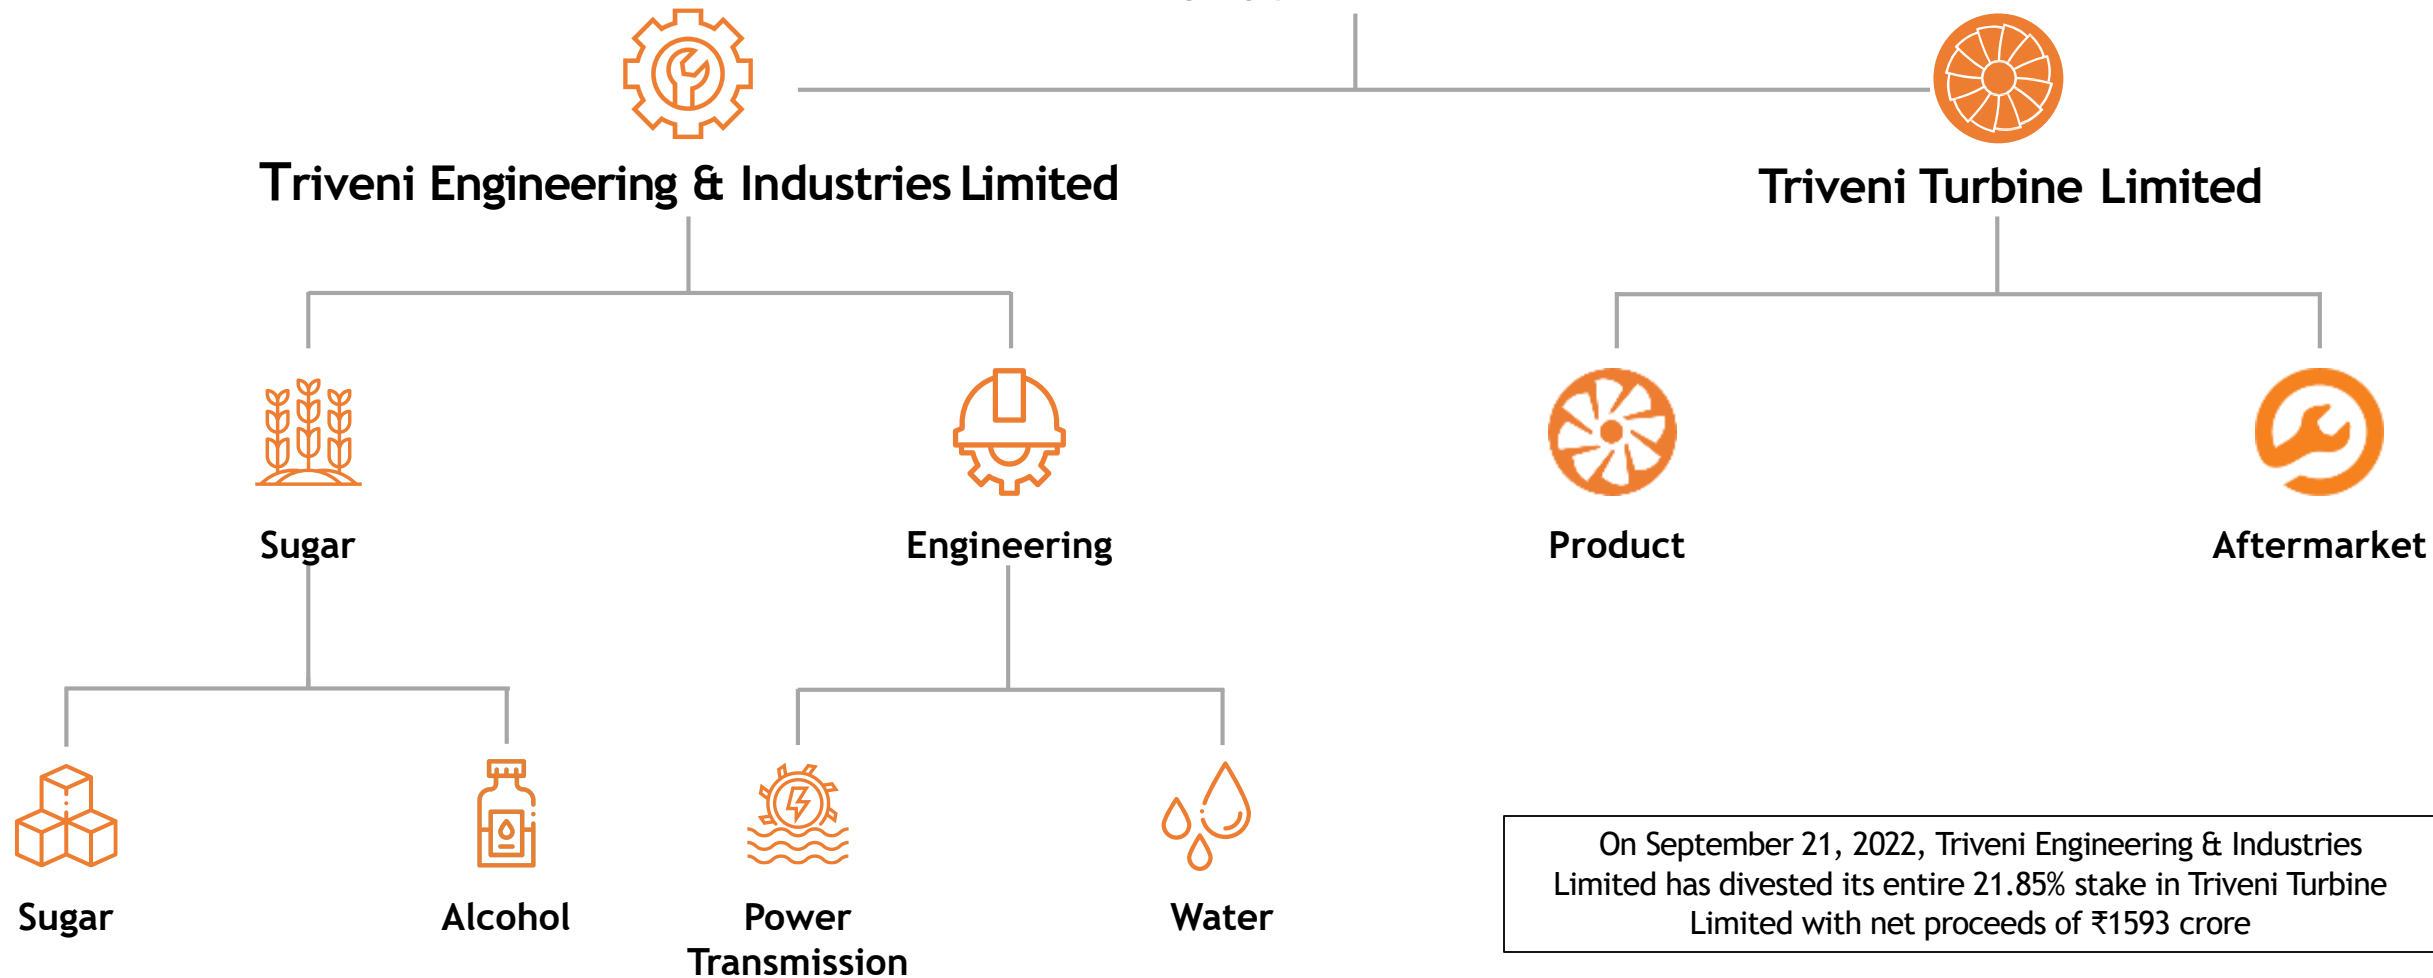 Triveni Engineering & Industries Limited
Triveni Turbine Limited
Sugar
Engineering
Product
Aftermarket
Sugar
Alcohol
Power
Transmission
Water
On September 21, 2022, Triveni Engineering & Industries
Limited has divested its entire 21.85% stake in Triveni Turbine
Limited with net proceeds of ₹1593 crore